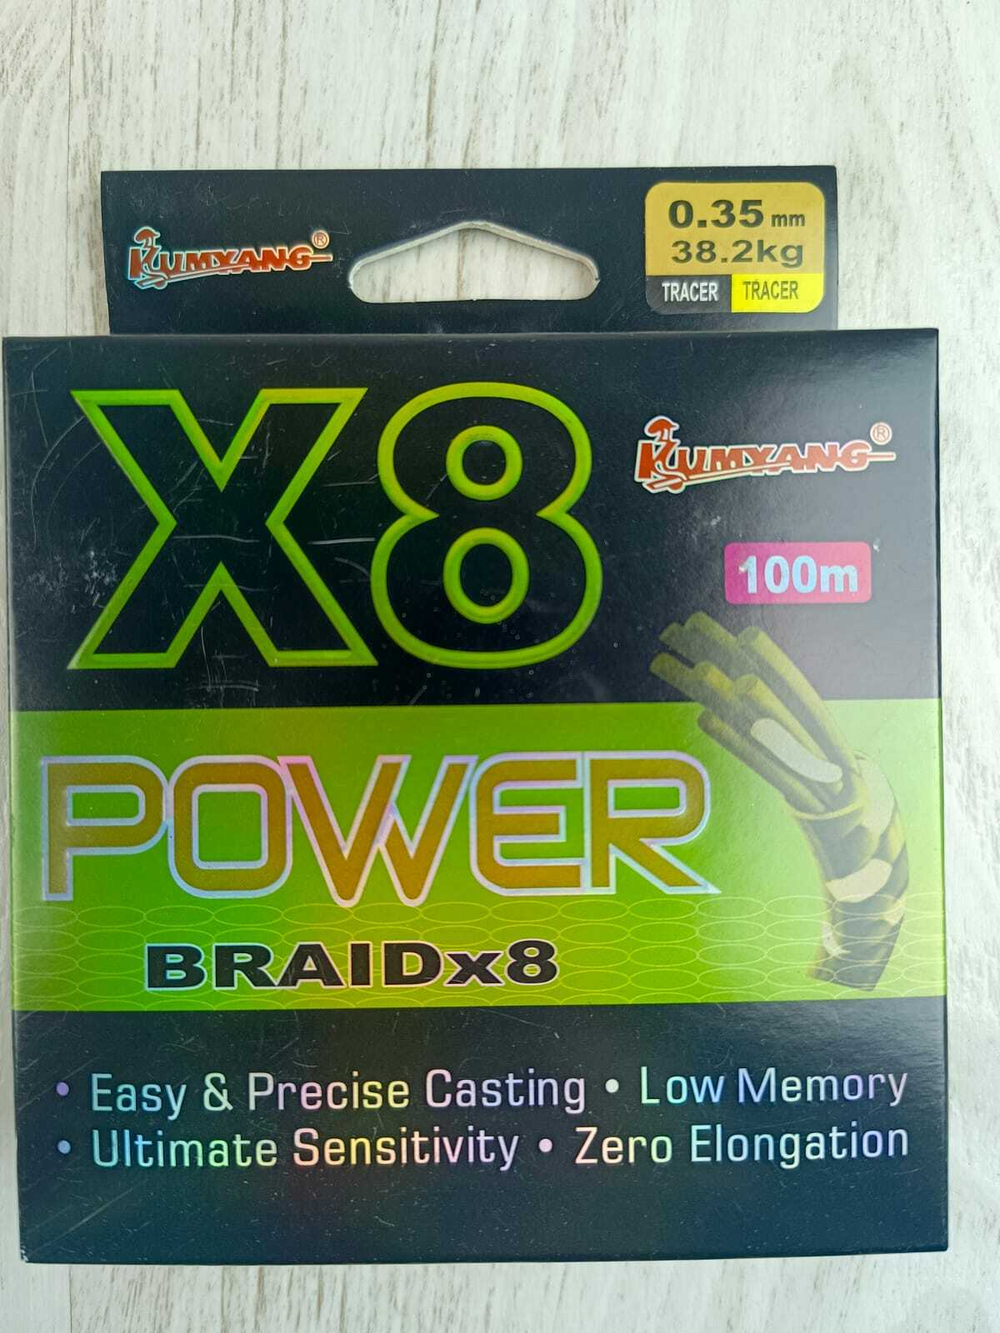 KUMYANG®
0.35 mm
38.2kg
TRACER TRACER
X8
KUMYANG®
100m
POWER
BRAIDx8
• Easy & Precise Casting • Low Memory
• Ultimate Sensitivity • Zero Elongation